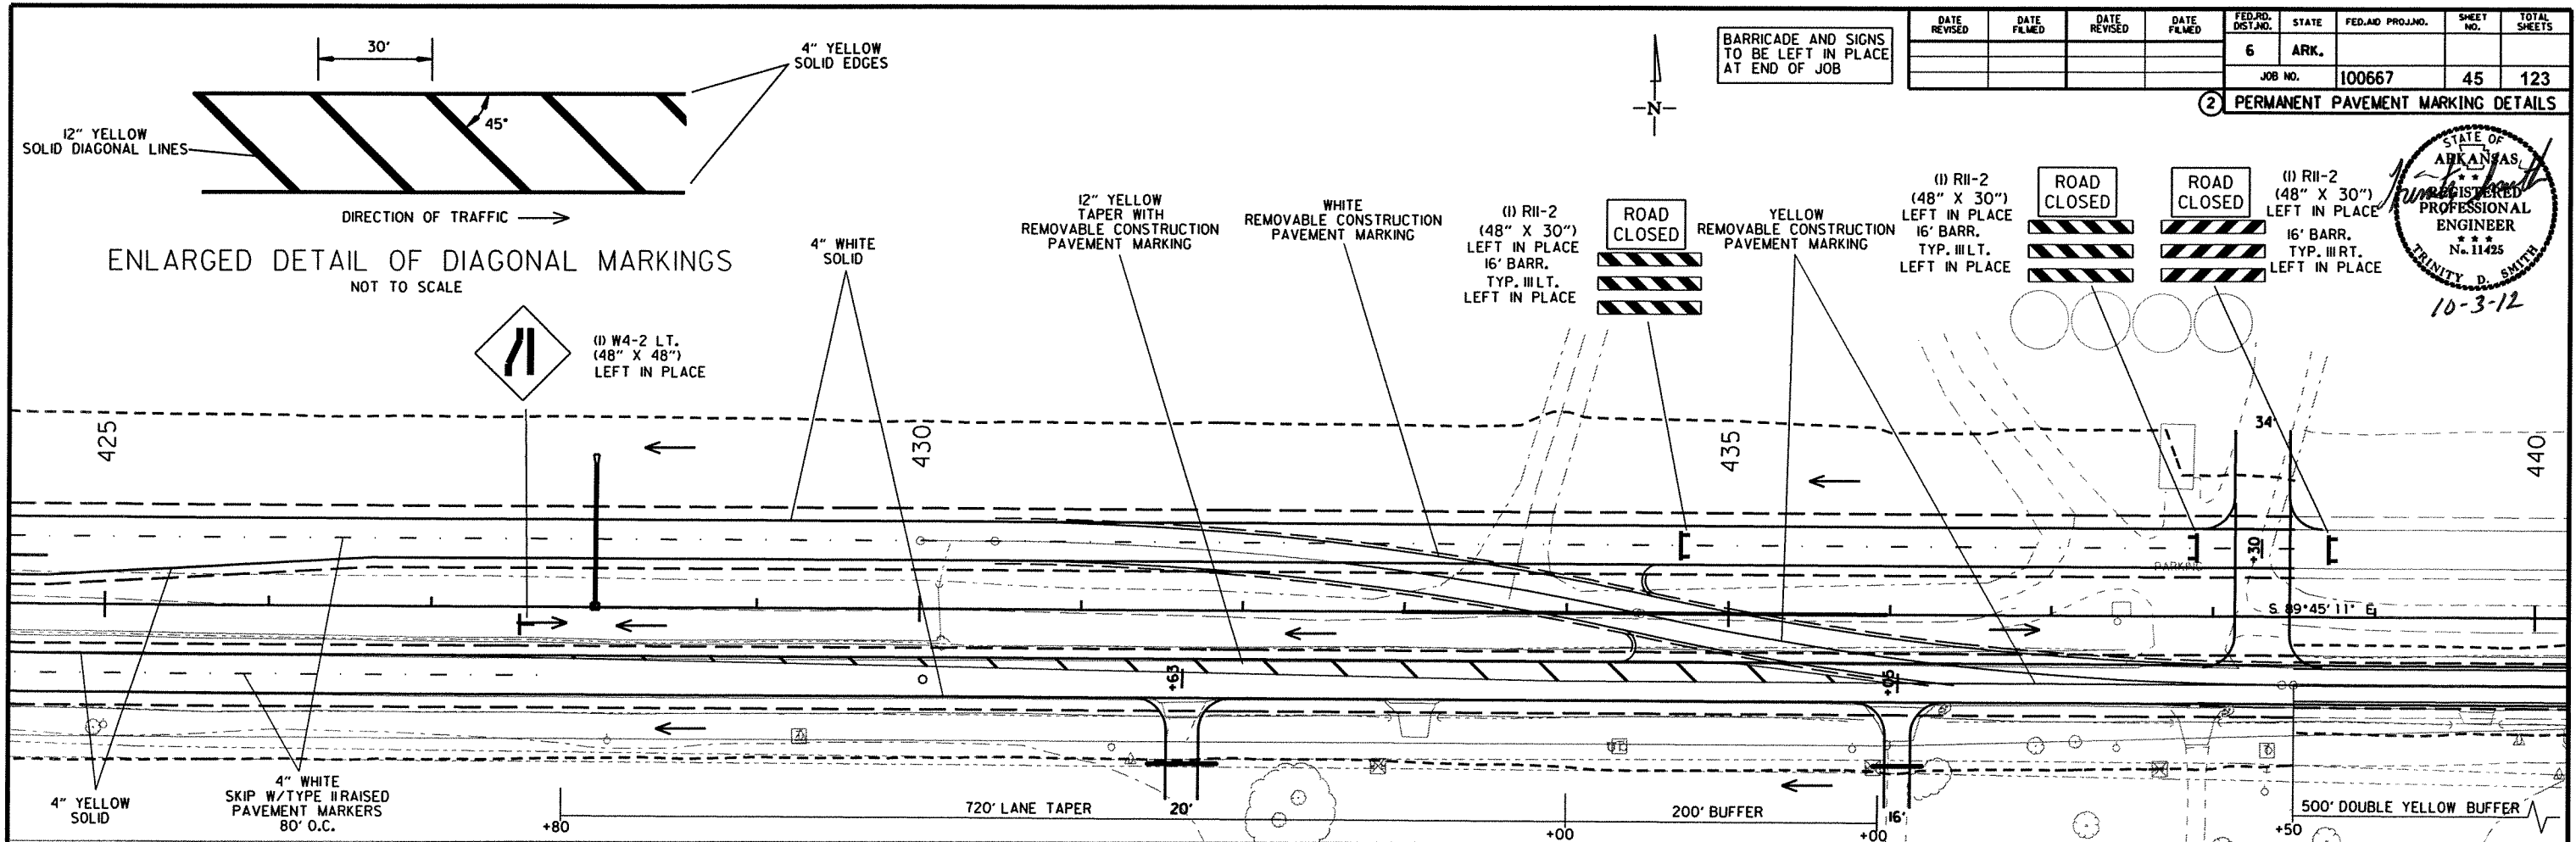 30'
4" YELLOW
SOLID EDGES
12" YELLOW
SOLID DIAGONAL LINES
45°
DIRECTION OF TRAFFIC
ENLARGED DETAIL OF DIAGONAL MARKINGS
NOT TO SCALE
BARRICADE AND SIGNS
TO BE LEFT IN PLACE
AT END OF JOB
N
DATE REVISED
DATE FILMED
DATE REVISED
DATE FILMED
FED.RD. DIST.NO.
STATE
FED.AID PROJ.NO.
SHEET NO.
TOTAL SHEETS
6
ARK.
JOB NO.
100667
45
123
2 PERMANENT PAVEMENT MARKING DETAILS
STATE OF
ARKANSAS
REGISTERED
PROFESSIONAL
ENGINEER
No. 11425
TRINITY D. SMITH
10-3-12
(1) W4-2 LT.
(48" X 48")
LEFT IN PLACE
4" WHITE
SOLID
12" YELLOW
TAPER WITH
REMOVABLE CONSTRUCTION
PAVEMENT MARKING
WHITE
REMOVABLE CONSTRUCTION
PAVEMENT MARKING
(1) R11-2
(48" X 30")
LEFT IN PLACE
16' BARR.
TYP. III LT.
LEFT IN PLACE
ROAD
CLOSED
YELLOW
REMOVABLE CONSTRUCTION
PAVEMENT MARKING
(1) R11-2
(48" X 30")
LEFT IN PLACE
16' BARR.
TYP. III LT.
LEFT IN PLACE
ROAD
CLOSED
ROAD
CLOSED
(1) R11-2
(48" X 30")
LEFT IN PLACE
16' BARR.
TYP. III RT.
LEFT IN PLACE
425
430
435
440
34'
+30
PARKING
S 89°45'11" E
+63
+05
4" YELLOW
SOLID
4" WHITE
SKIP W/TYPE II RAISED
PAVEMENT MARKERS
80' O.C.
+80
720' LANE TAPER
20'
+00
200' BUFFER
+00
16'
+50
500' DOUBLE YELLOW BUFFER